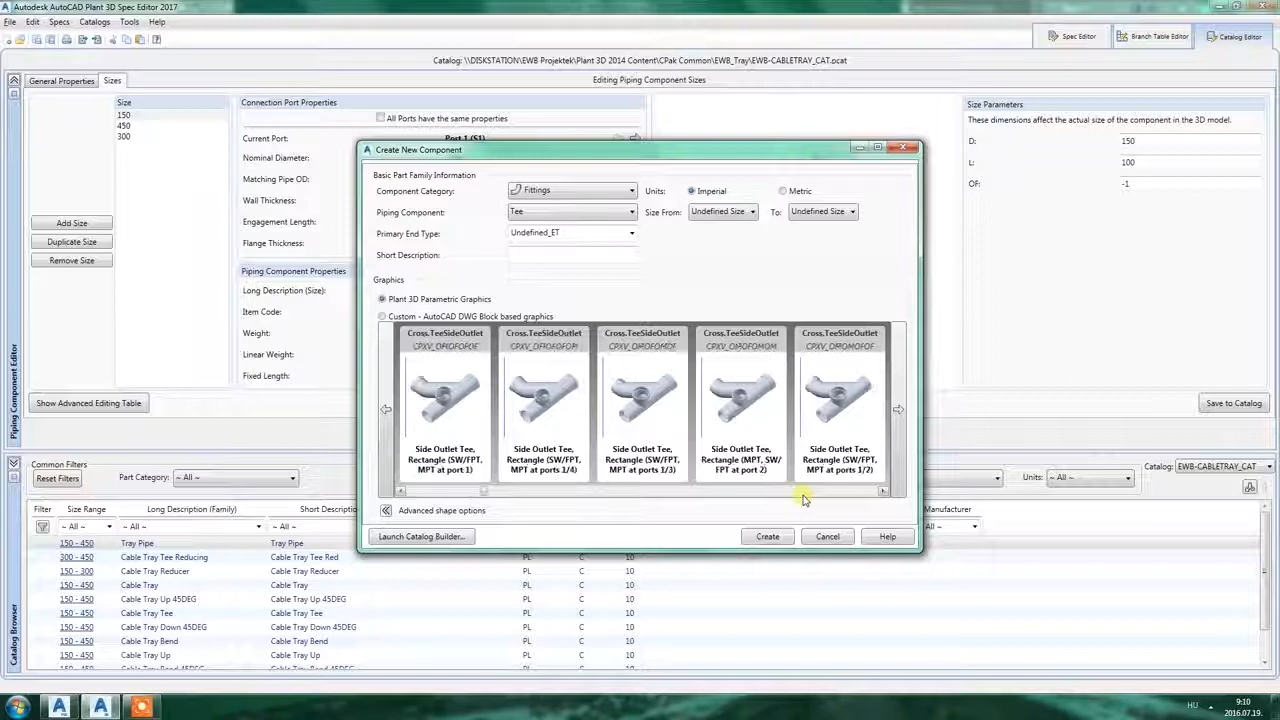 Autodesk AutoCAD Plant 3D Spec Editor 2017
File Edit Specs Catalogs Tools Help
Spec Editor Branch Table Editor Catalog Editor
Catalog: \\DISKSTATION\EWB Projektek\Plant 3D 2014 Content\CPak Common\EWB_Tray\EWB-CABLETRAY_CAT.pcat
General Properties Sizes Editing Piping Component Sizes
Size
150
450
300
Add Size
Duplicate Size
Remove Size
Show Advanced Editing Table
Piping Component Editor
Connection Port Properties
All Ports have the same properties
Current Port: Port 1 (S1)
Nominal Diameter:
Matching Pipe OD:
Wall Thickness:
Engagement Length:
Flange Thickness:
Piping Component Properties
Long Description (Size):
Item Code:
Weight:
Linear Weight:
Fixed Length:
Size Parameters
These dimensions affect the actual size of the component in the 3D model.
D: 150
L: 100
OF: -1
Save to Catalog
Create New Component
Basic Part Family Information
Component Category: Fittings Units: Imperial Metric
Piping Component: Tee Size From: Undefined Size To: Undefined Size
Primary End Type: Undefined_ET
Short Description:
Graphics
Plant 3D Parametric Graphics
Custom - AutoCAD DWG Block based graphics
Cross.TeeSideOutlet Cross.TeeSideOutlet Cross.TeeSideOutlet Cross.TeeSideOutlet Cross.TeeSideOutlet
Side Outlet Tee, Rectangle (SW/FPT, MPT at port 1)
Side Outlet Tee, Rectangle (SW/FPT, MPT at ports 1/4)
Side Outlet Tee, Rectangle (SW/FPT, MPT at ports 1/3)
Side Outlet Tee, Rectangle (MPT, SW/FPT at port 2)
Side Outlet Tee, Rectangle (SW/FPT, MPT at ports 1/2)
Advanced shape options
Launch Catalog Builder... Create Cancel Help
Common Filters
Reset Filters Part Category: ~ All ~ Units: ~ All ~ Catalog: EWB-CABLETRAY_CAT
Filter Size Range Long Description (Family) Manufacturer
~ All ~ ~ All ~ ~ All ~ All ~
150 - 450 Tray Pipe Tray Pipe PL C 10
300 - 450 Cable Tray Tee Reducing Cable Tray Tee Red PL C 10
150 - 300 Cable Tray Reducer Cable Tray Reducer PL C 10
150 - 450 Cable Tray Cable Tray PL C 10
150 - 450 Cable Tray Up 45DEG Cable Tray Up 45DEG PL C 10
150 - 450 Cable Tray Tee Cable Tray Tee PL C 10
150 - 450 Cable Tray Down 45DEG Cable Tray Down 45DEG PL C 10
150 - 450 Cable Tray Bend Cable Tray Bend PL C 10
150 - 450 Cable Tray Up Cable Tray Up PL C 10
Catalog Browser
HU 9:10
2016.07.19.